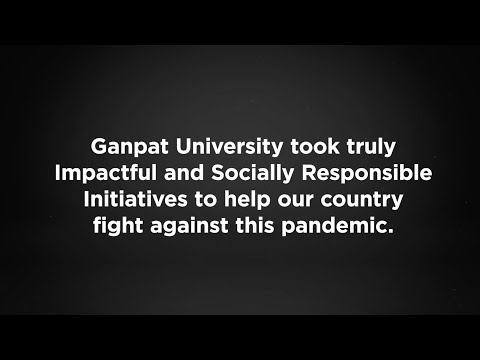 Ganpat University took truly
Impactful and Socially Responsible
Initiatives to help our country
fight against this pandemic.